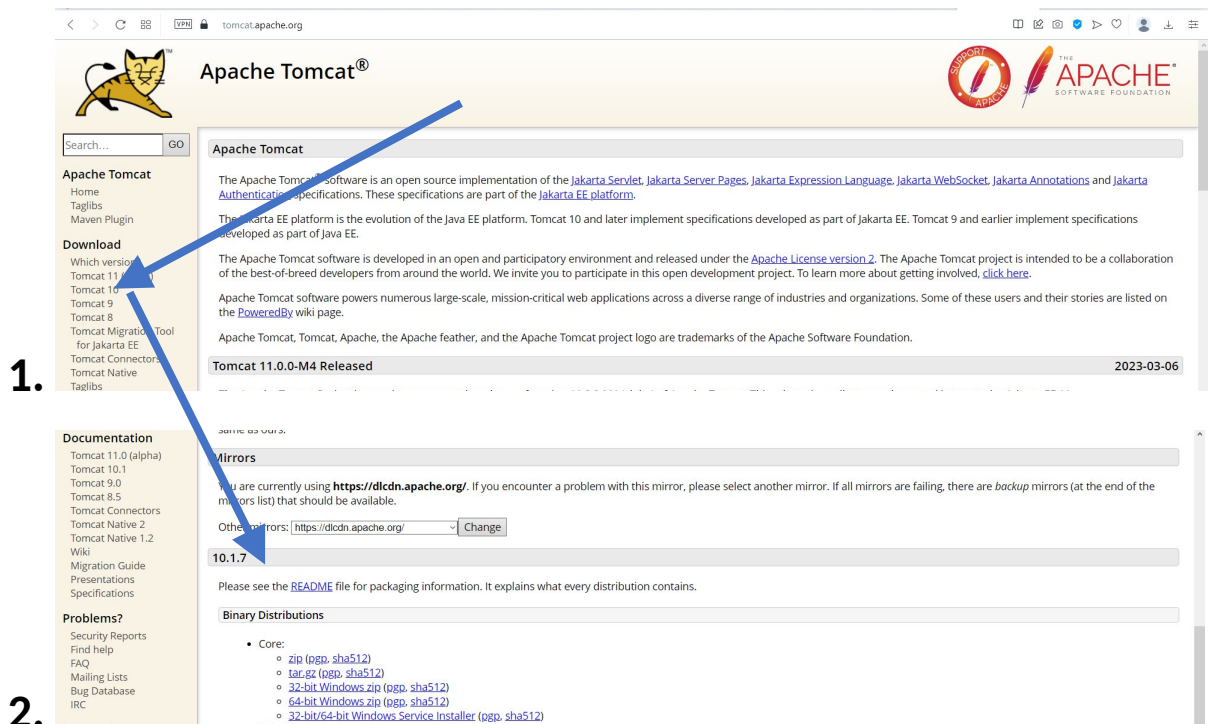 VPN tomcat.apache.org
TM
Apache Tomcat®
SUPPORT
APACHE
THE
APACHE®
SOFTWARE FOUNDATION
Search... GO
Apache Tomcat
Home
Taglibs
Maven Plugin
Download
Which version
Tomcat 11
Tomcat 10
Tomcat 9
Tomcat 8
Tomcat Migration Tool
for Jakarta EE
Tomcat Connectors
Tomcat Native
Taglibs
Apache Tomcat
The Apache Tomcat® software is an open source implementation of the Jakarta Servlet, Jakarta Server Pages, Jakarta Expression Language, Jakarta WebSocket, Jakarta Annotations and Jakarta
Authentication specifications. These specifications are part of the Jakarta EE platform.
The Jakarta EE platform is the evolution of the Java EE platform. Tomcat 10 and later implement specifications developed as part of Jakarta EE. Tomcat 9 and earlier implement specifications
developed as part of Java EE.
The Apache Tomcat software is developed in an open and participatory environment and released under the Apache License version 2. The Apache Tomcat project is intended to be a collaboration
of the best-of-breed developers from around the world. We invite you to participate in this open development project. To learn more about getting involved, click here.
Apache Tomcat software powers numerous large-scale, mission-critical web applications across a diverse range of industries and organizations. Some of these users and their stories are listed on
the PoweredBy wiki page.
Apache Tomcat, Tomcat, Apache, the Apache feather, and the Apache Tomcat project logo are trademarks of the Apache Software Foundation.
Tomcat 11.0.0-M4 Released 2023-03-06
1.
Documentation
Tomcat 11.0 (alpha)
Tomcat 10.1
Tomcat 9.0
Tomcat 8.5
Tomcat Connectors
Tomcat Native 2
Tomcat Native 1.2
Wiki
Migration Guide
Presentations
Specifications
Problems?
Security Reports
Find help
FAQ
Mailing Lists
Bug Database
IRC
same as ours.
Mirrors
You are currently using https://dlcdn.apache.org/. If you encounter a problem with this mirror, please select another mirror. If all mirrors are failing, there are backup mirrors (at the end of the
mirrors list) that should be available.
Other mirrors: https://dlcdn.apache.org/ Change
10.1.7
Please see the README file for packaging information. It explains what every distribution contains.
Binary Distributions
• Core:
zip (pgp, sha512)
tar.gz (pgp, sha512)
32-bit Windows zip (pgp, sha512)
64-bit Windows zip (pgp, sha512)
32-bit/64-bit Windows Service Installer (pgp, sha512)
2.